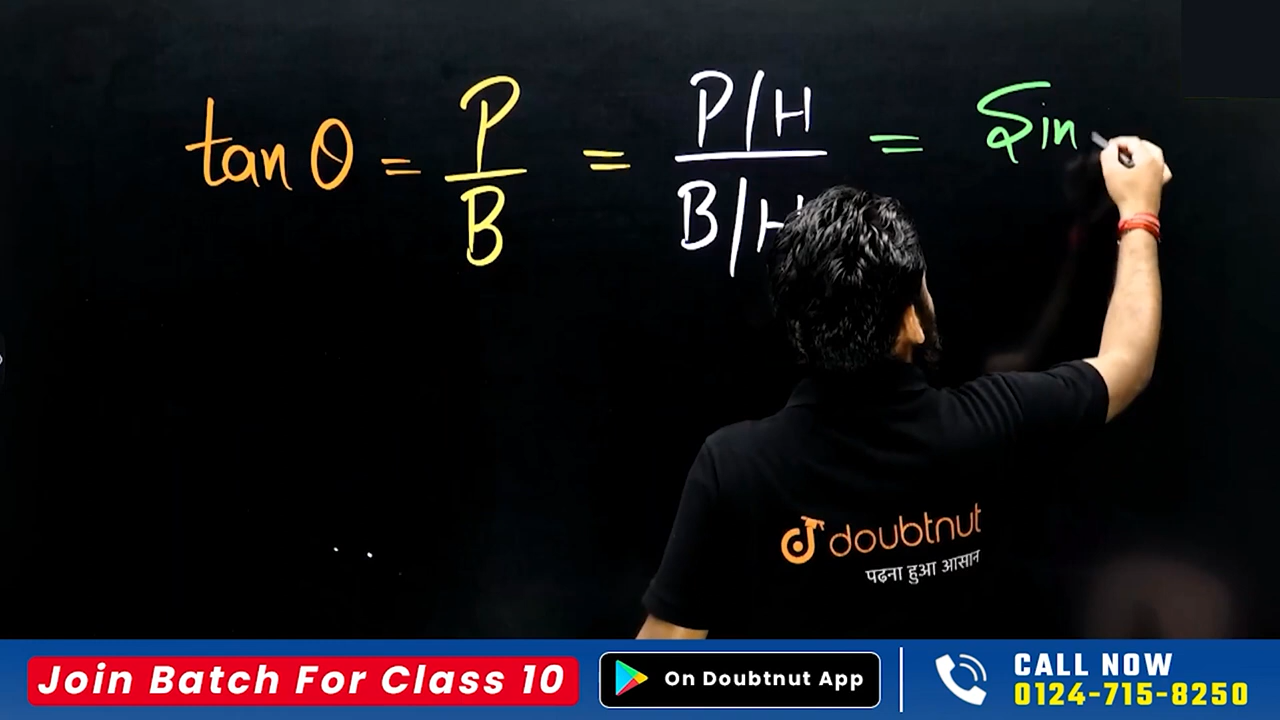 tan θ = P/B = P/H / B/H = Sin
doubtnut
पढ़ना हुआ आसान
Join Batch For Class 10
On Doubtnut App
CALL NOW
0124-715-8250